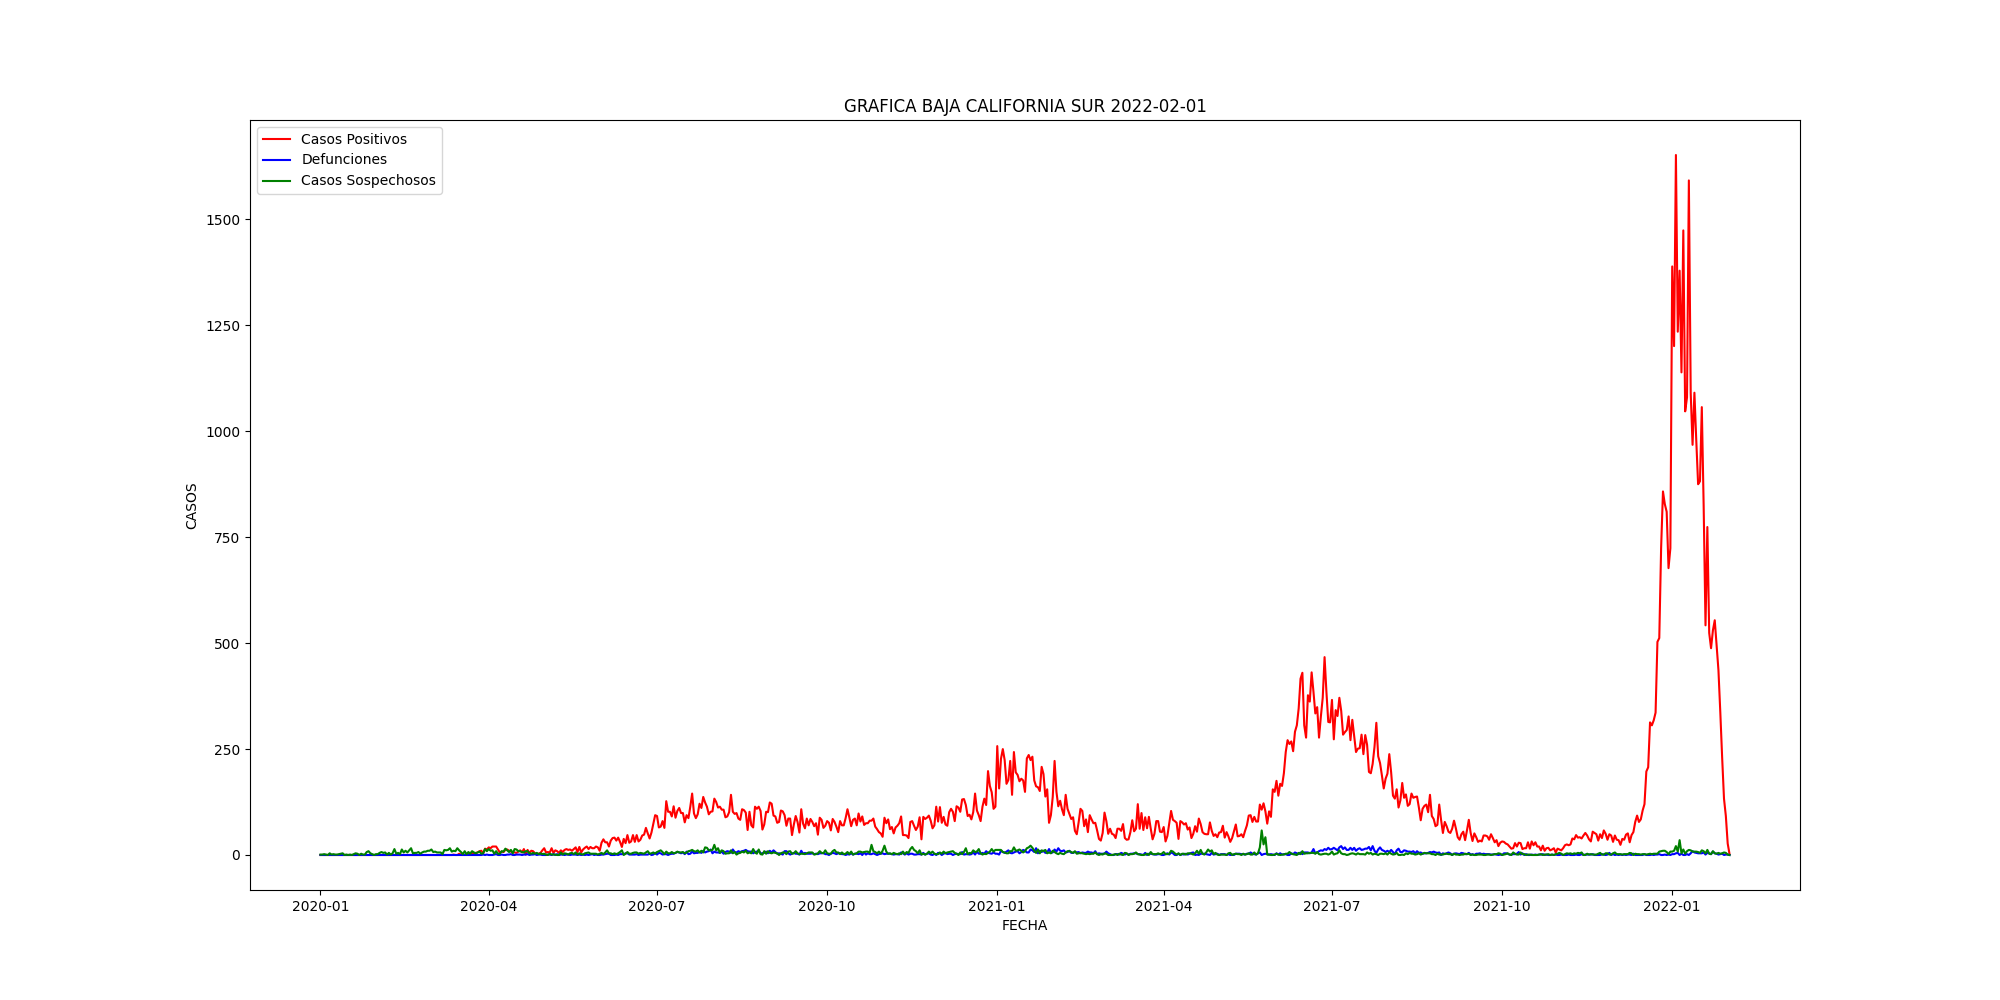 GRAFICA BAJA CALIFORNIA SUR 2022-02-01
Casos Positivos
Defunciones
Casos Sospechosos
1500
1250
1000
750
500
250
0
CASOS
2020-01 2020-04 2020-07 2020-10 2021-01 2021-04 2021-07 2021-10 2022-01
FECHA